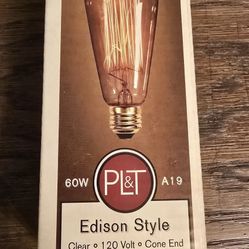 60W PL&T A19
Edison Style
Clear • 120 Volt • Cone End